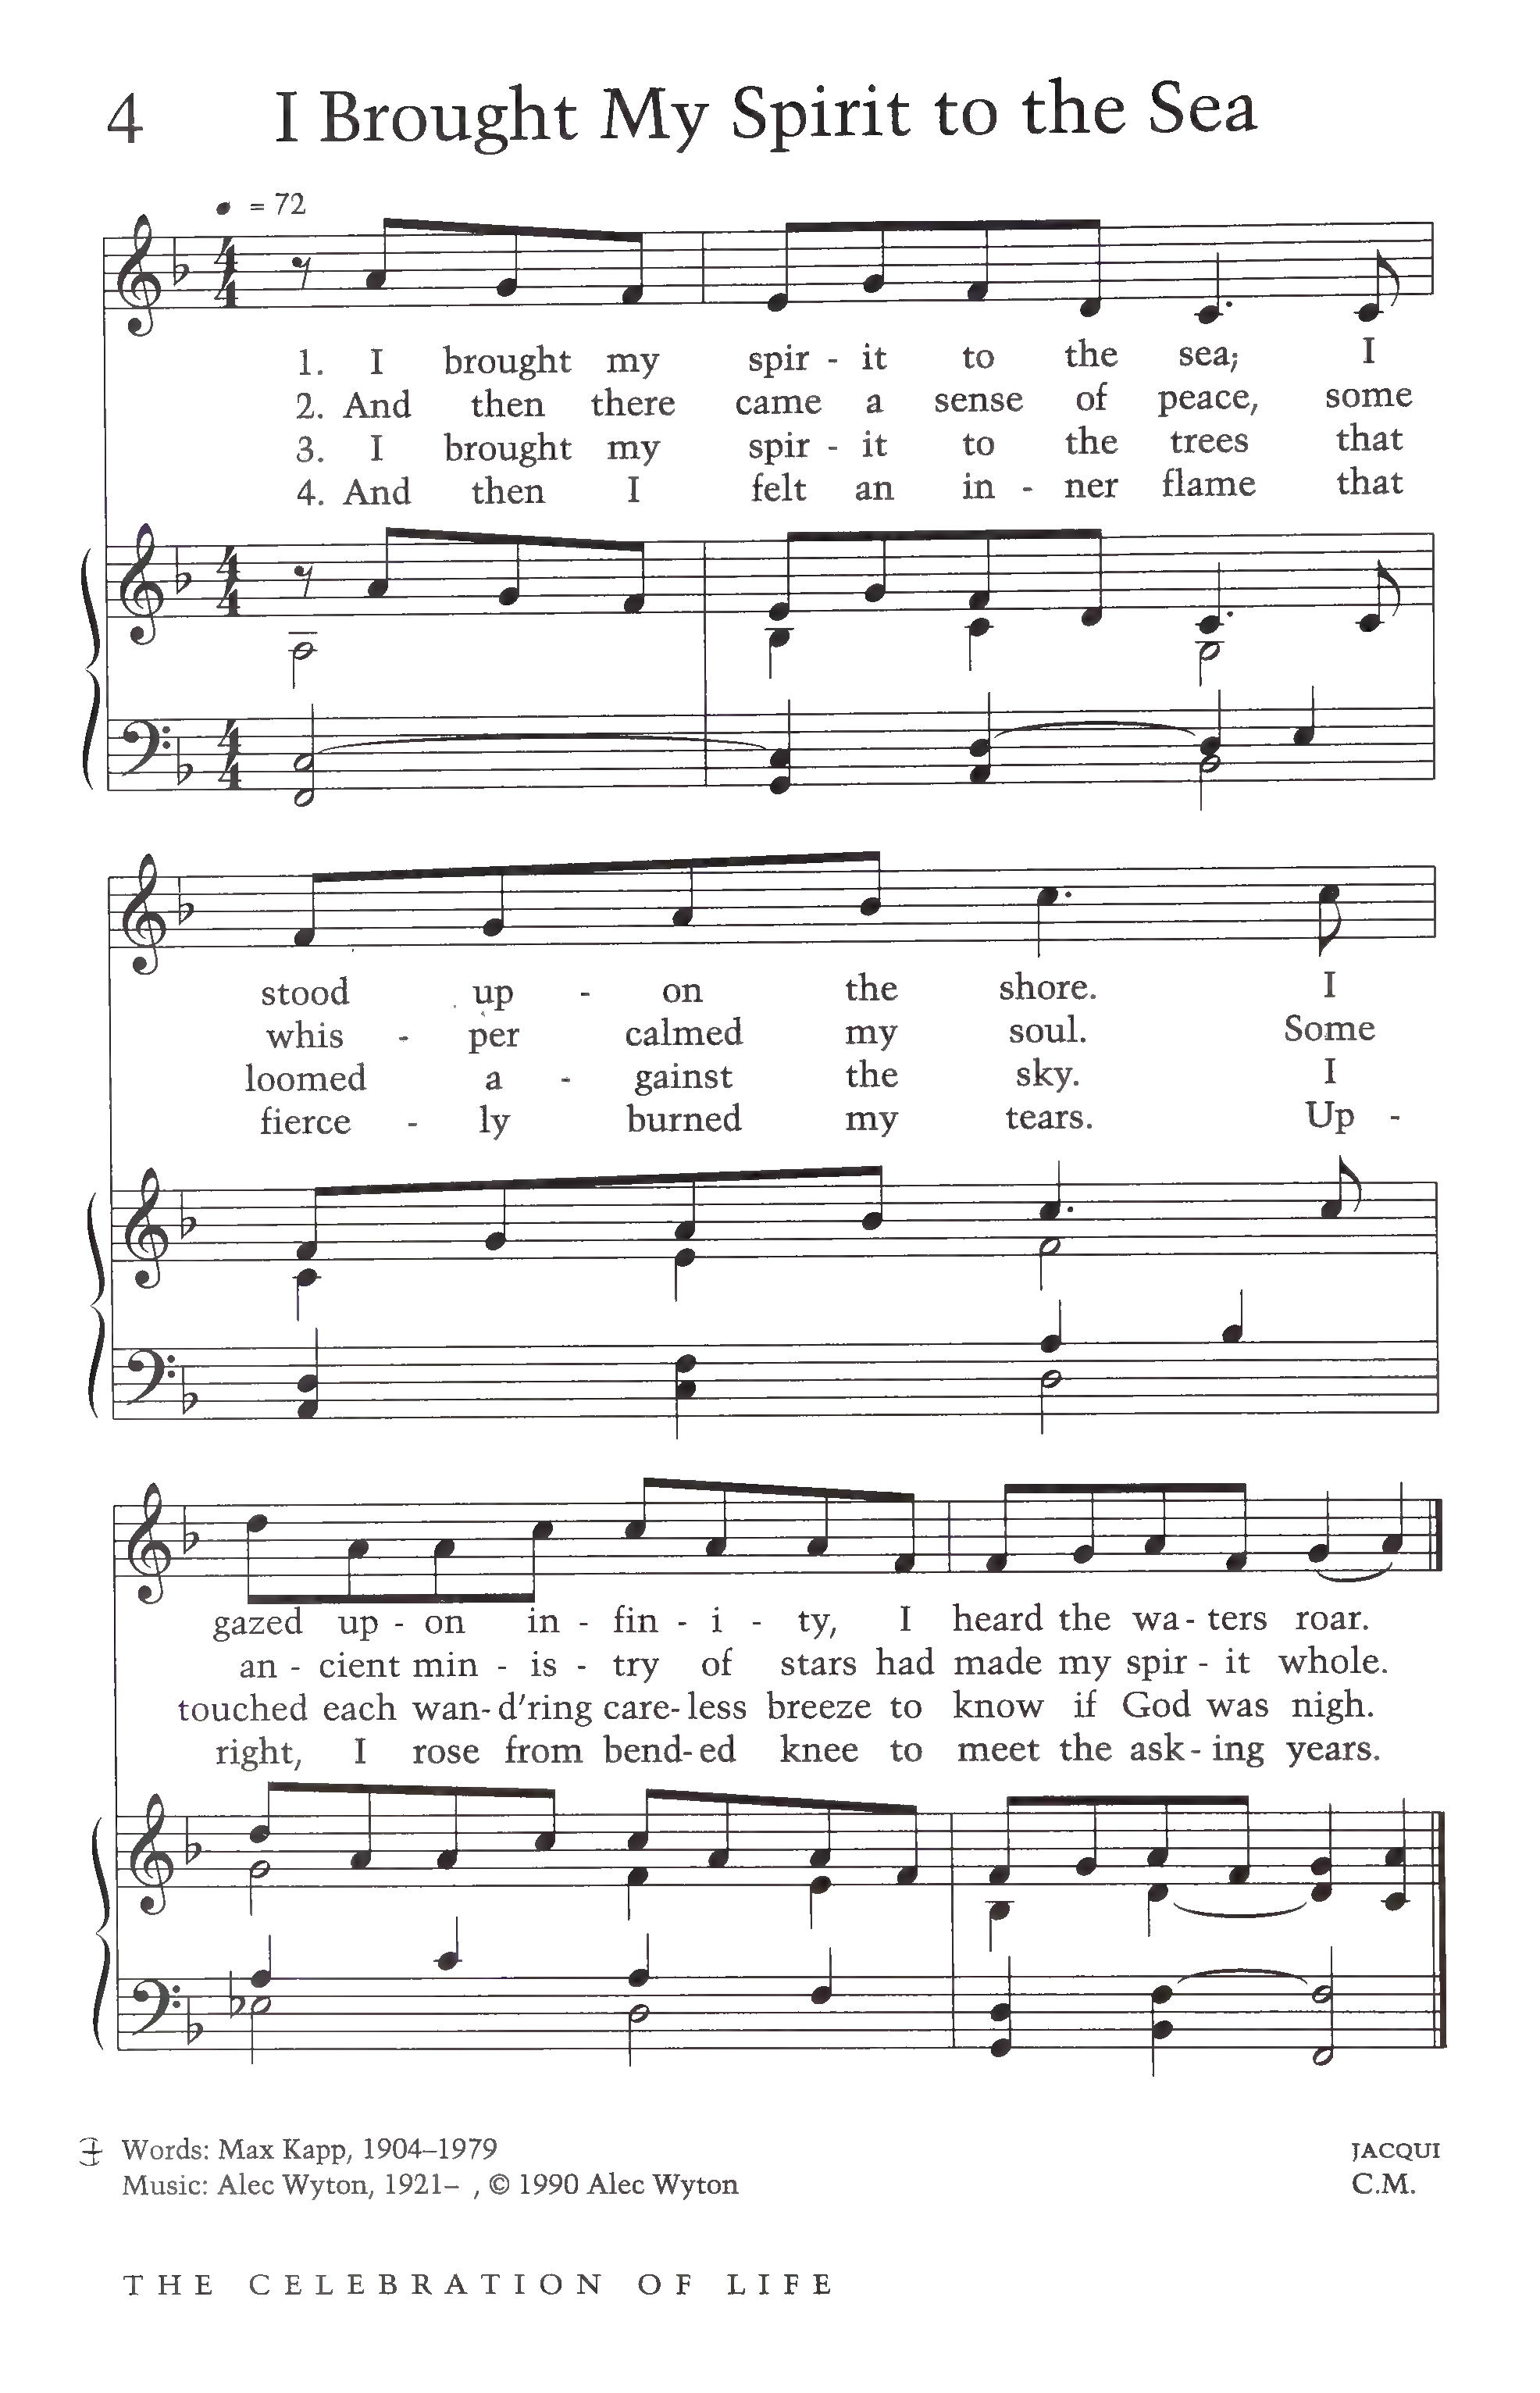 4 I Brought My Spirit to the Sea
= 72
1. I brought my spir - it to the sea; I
2. And then there came a sense of peace, some
3. I brought my spir - it to the trees that
4. And then I felt an in - ner flame that
stood up - on the shore. I
whis - per calmed my soul. Some
loomed a - gainst the sky. I
fierce - ly burned my tears. Up -
gazed up - on in - fin - i - ty, I heard the wa - ters roar.
an - cient min - is - try of stars had made my spir - it whole.
touched each wan - d'ring care - less breeze to know if God was nigh.
right, I rose from bend - ed knee to meet the ask - ing years.
Words: Max Kapp, 1904–1979 JACQUI
Music: Alec Wyton, 1921– , © 1990 Alec Wyton C.M.
THE CELEBRATION OF LIFE